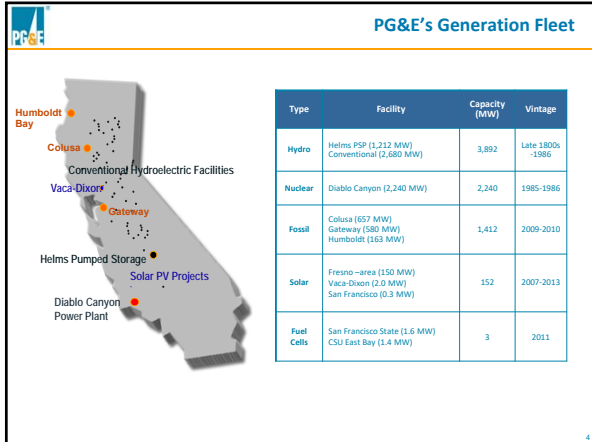 PG&E
PG&E's Generation Fleet
Humboldt
Bay
Colusa
Conventional Hydroelectric Facilities
Vaca-Dixon
Gateway
Helms Pumped Storage
Solar PV Projects
Diablo Canyon
Power Plant
Type Facility Capacity (MW) Vintage
Hydro Helms PSP (1,212 MW) 3,892 Late 1800s
Conventional (2,680 MW) -1986
Nuclear Diablo Canyon (2,240 MW) 2,240 1985-1986
Fossil Colusa (657 MW) 1,412 2009-2010
Gateway (580 MW)
Humboldt (163 MW)
Solar Fresno –area (150 MW) 152 2007-2013
Vaca-Dixon (2.0 MW)
San Francisco (0.3 MW)
Fuel Cells San Francisco State (1.6 MW) 3 2011
CSU East Bay (1.4 MW)
4